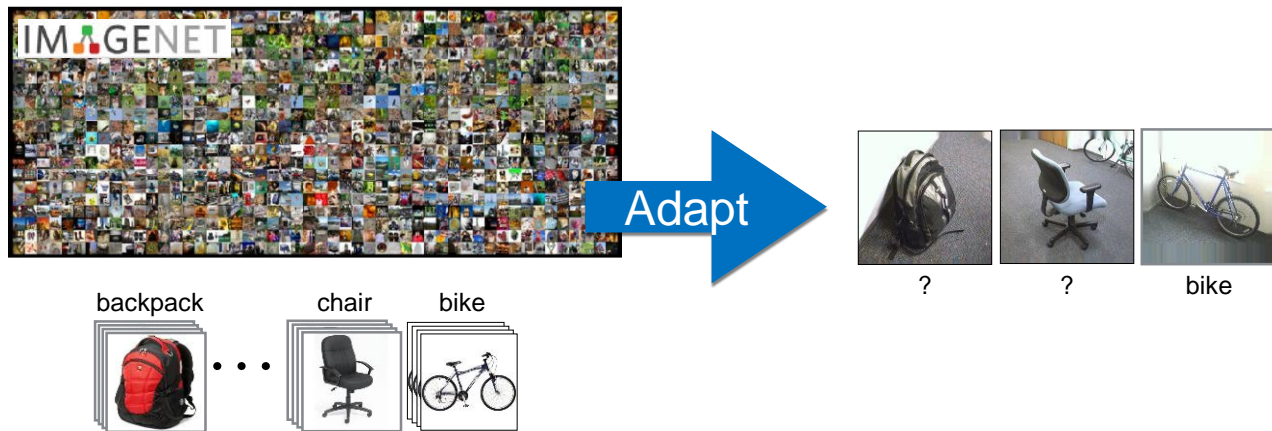 IMAGENET
Adapt
? ? bike
backpack chair bike
. . .